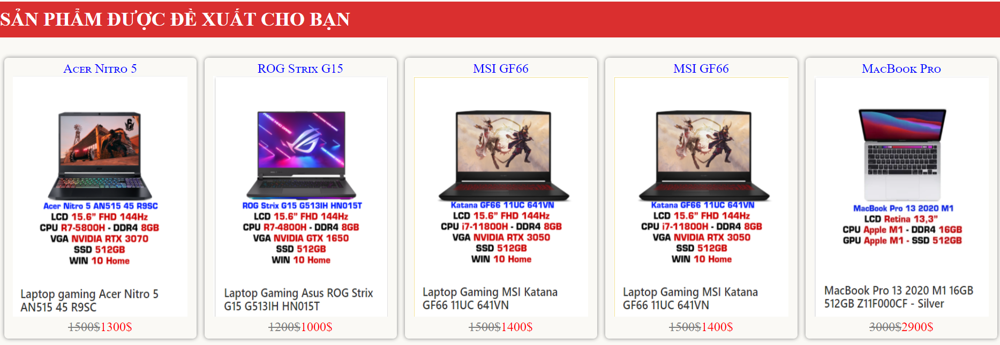 SẢN PHẨM ĐƯỢC ĐỀ XUẤT CHO BẠN
Acer Nitro 5
Acer Nitro 5 AN515 45 R9SC
LCD 15.6” FHD 144Hz
CPU R7-5800H - DDR4 8GB
VGA NVIDIA RTX 3070
SSD 512GB
WIN 10 Home
Laptop gaming Acer Nitro 5
AN515 45 R9SC
1500$1300$
ROG Strix G15
ROG Strix G15 G513IH HN015T
LCD 15.6” FHD 144Hz
CPU R7-4800H - DDR4 8GB
VGA NVIDIA GTX 1650
SSD 512GB
WIN 10 Home
Laptop Gaming Asus ROG Strix
G15 G513IH HN015T
1200$1000$
MSI GF66
Katana GF66 11UC 641VN
LCD 15.6” FHD 144Hz
CPU i7-11800H - DDR4 8GB
VGA NVIDIA RTX 3050
SSD 512GB
WIN 10 Home
Laptop Gaming MSI Katana
GF66 11UC 641VN
1500$1400$
MSI GF66
Katana GF66 11UC 641VN
LCD 15.6” FHD 144Hz
CPU i7-11800H - DDR4 8GB
VGA NVIDIA RTX 3050
SSD 512GB
WIN 10 Home
Laptop Gaming MSI Katana
GF66 11UC 641VN
1500$1400$
MacBook Pro
MacBook Pro 13 2020 M1
LCD Retina 13,3”
CPU Apple M1 - DDR4 16GB
GPU Apple M1 - SSD 512GB
MacBook Pro 13 2020 M1 16GB
512GB Z11F000CF - Silver
3000$2900$